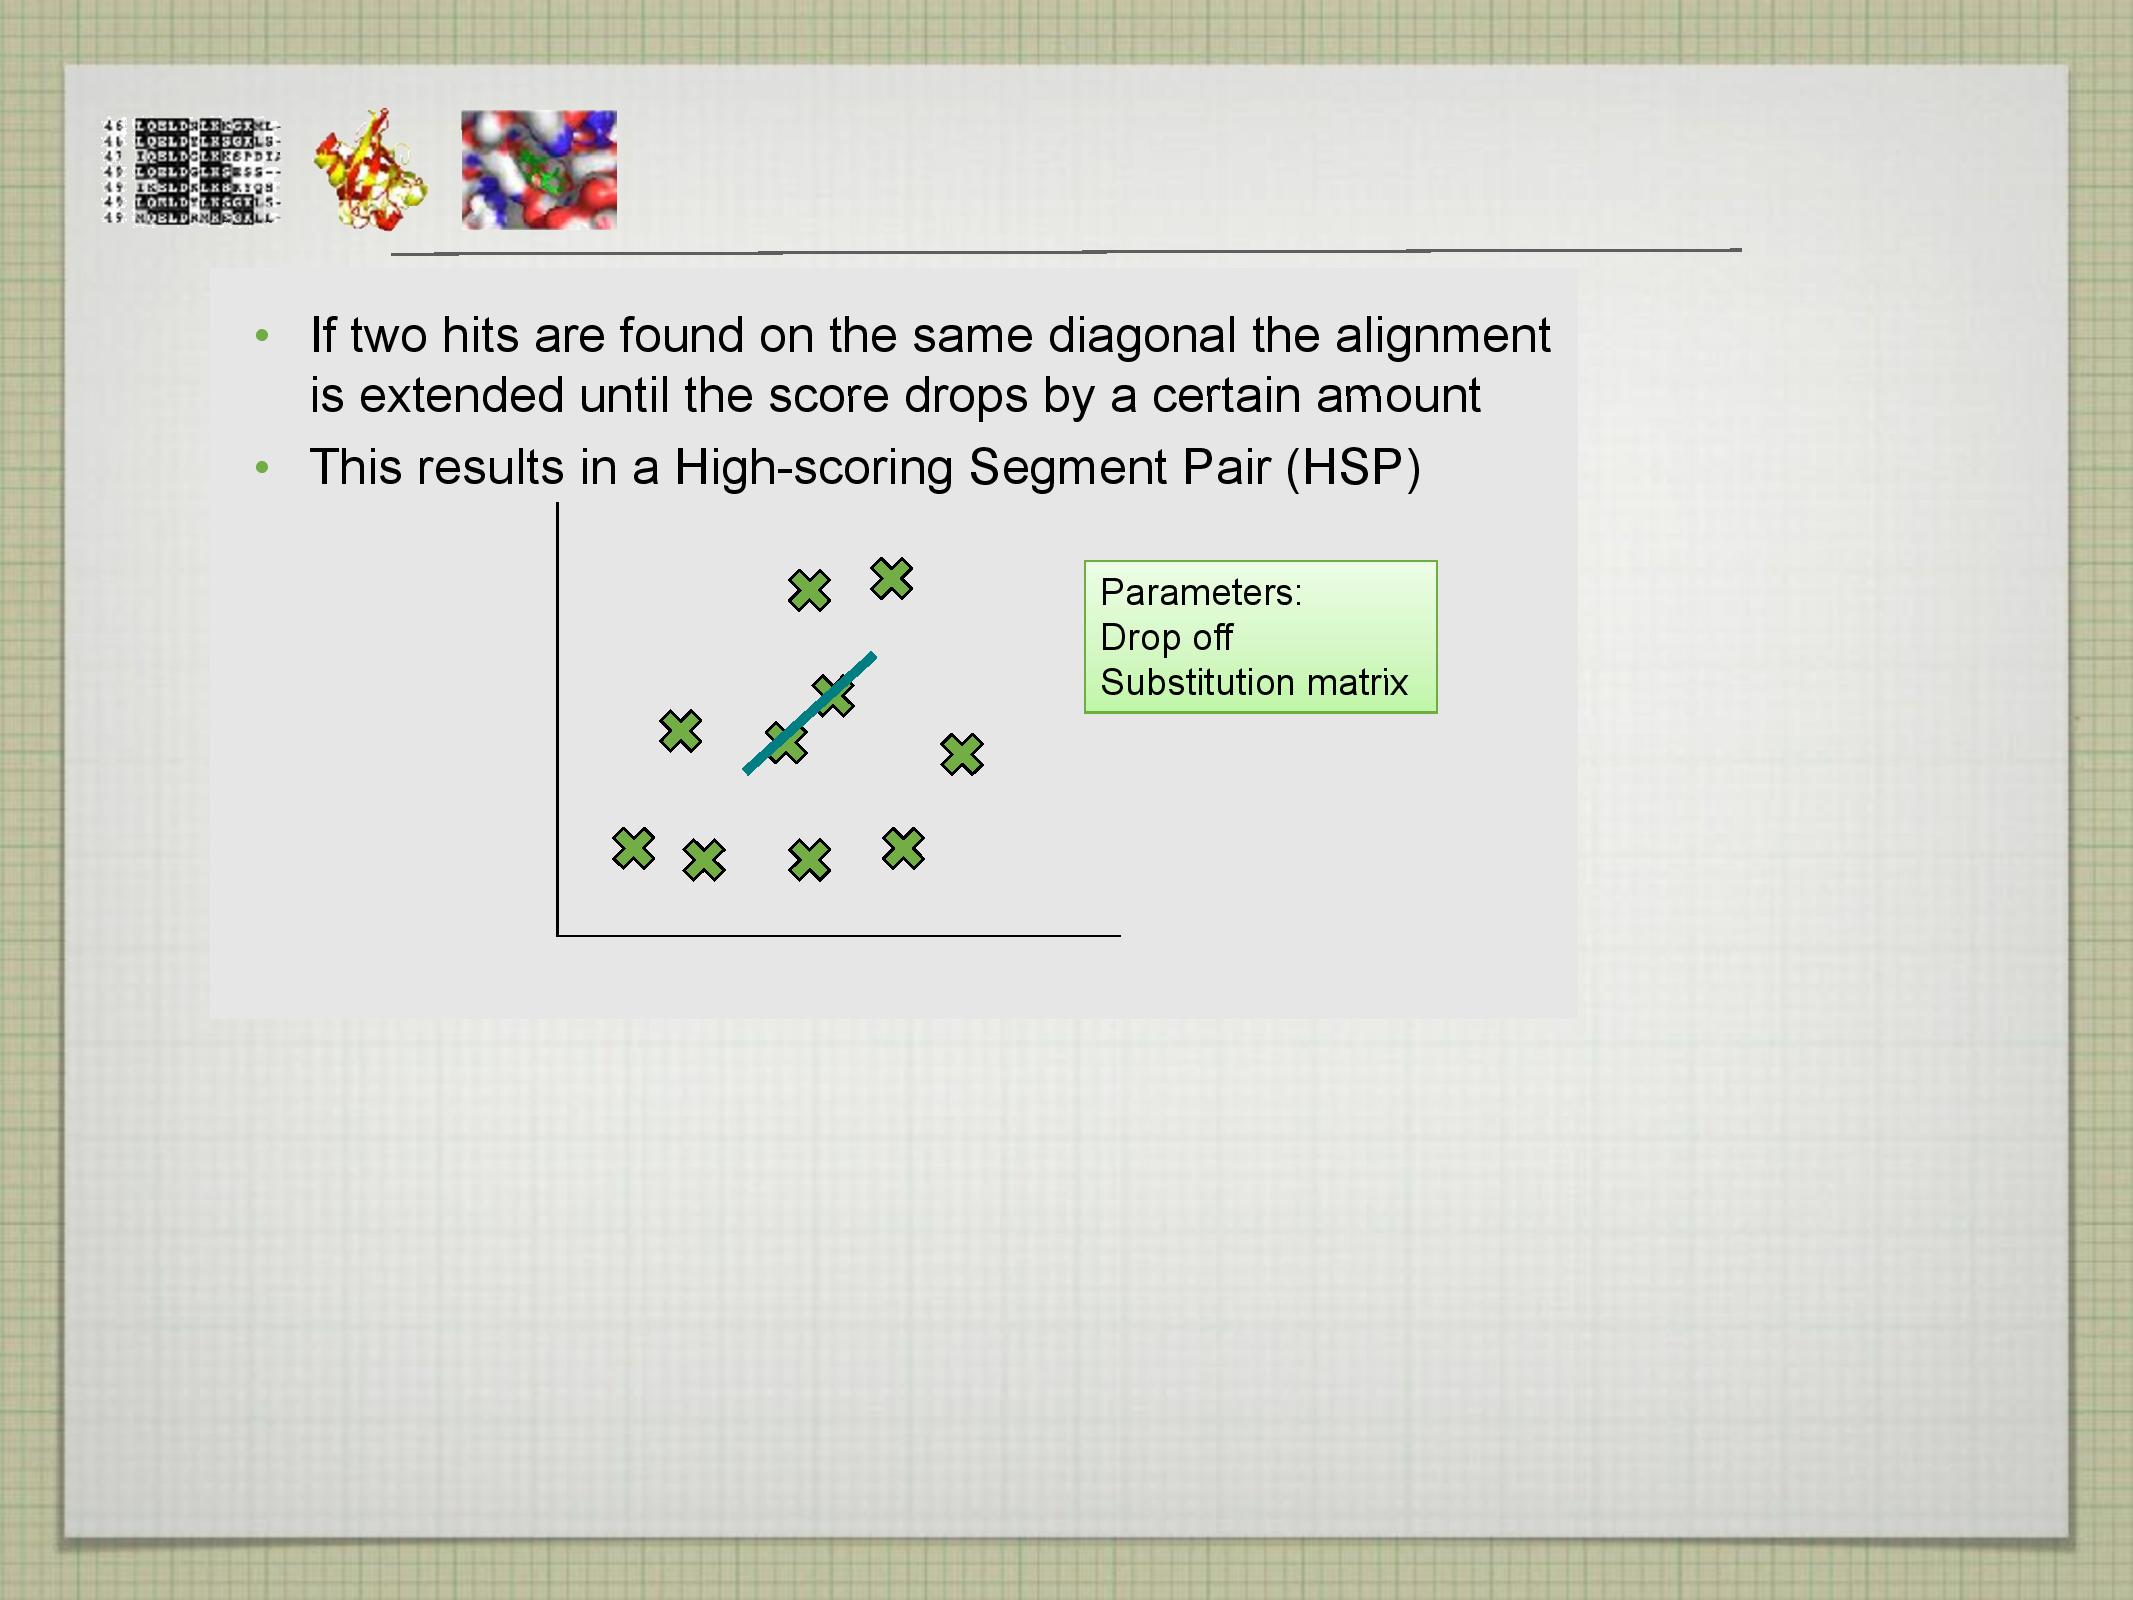 • If two hits are found on the same diagonal the alignment
is extended until the score drops by a certain amount
• This results in a High-scoring Segment Pair (HSP)
Parameters:
Drop off
Substitution matrix